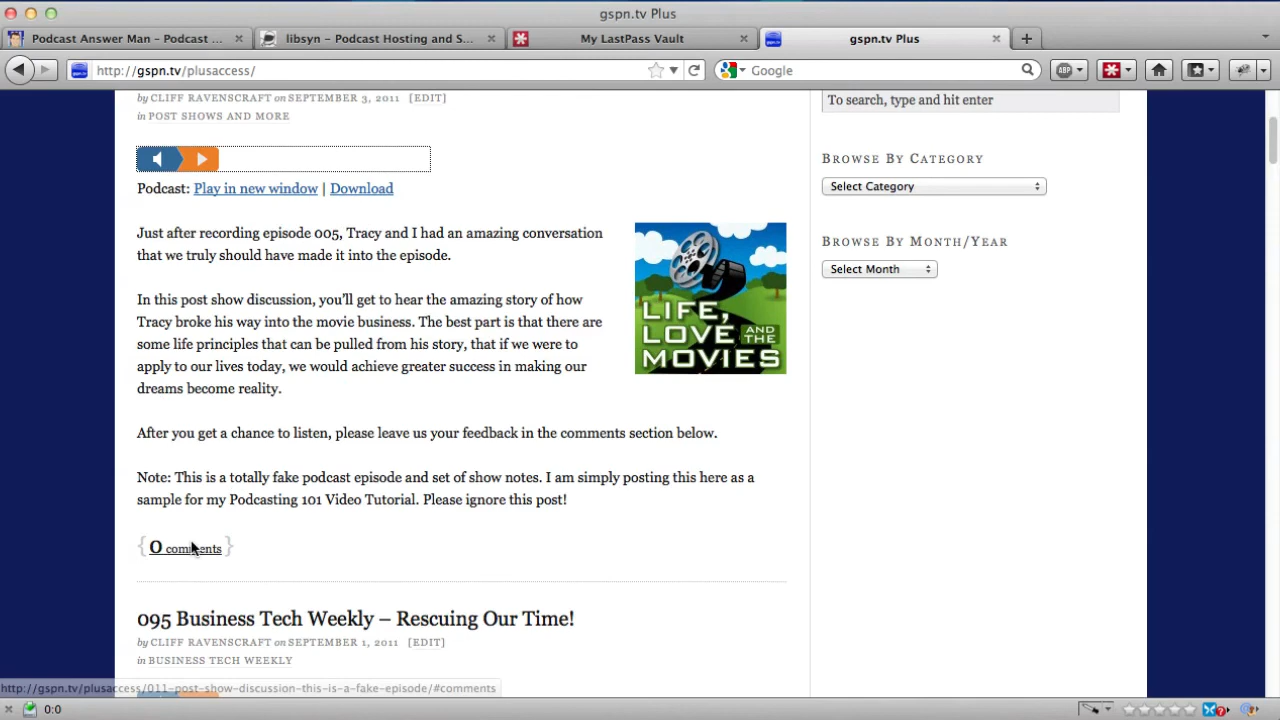 gspn.tv Plus
Podcast Answer Man - Podcast ...
libsyn - Podcast Hosting and S...
My LastPass Vault
gspn.tv Plus
http://gspn.tv/plusaccess/
Google
ABP
by CLIFF RAVENSCRAFT on SEPTEMBER 3, 2011 [EDIT]
in POST SHOWS AND MORE
Podcast: Play in new window | Download
Just after recording episode 005, Tracy and I had an amazing conversation
that we truly should have made it into the episode.
In this post show discussion, you'll get to hear the amazing story of how
Tracy broke his way into the movie business. The best part is that there are
some life principles that can be pulled from his story, that if we were to
apply to our lives today, we would achieve greater success in making our
dreams become reality.
LIFE,
LOVE AND THE
MOVIES
After you get a chance to listen, please leave us your feedback in the comments section below.
Note: This is a totally fake podcast episode and set of show notes. I am simply posting this here as a
sample for my Podcasting 101 Video Tutorial. Please ignore this post!
{ 0 comments }
095 Business Tech Weekly – Rescuing Our Time!
by CLIFF RAVENSCRAFT on SEPTEMBER 1, 2011 [EDIT]
in BUSINESS TECH WEEKLY
To search, type and hit enter
BROWSE BY CATEGORY
Select Category
BROWSE BY MONTH/YEAR
Select Month
http://gspn.tv/plusaccess/011-post-show-discussion-this-is-a-fake-episode/#comments
0:0